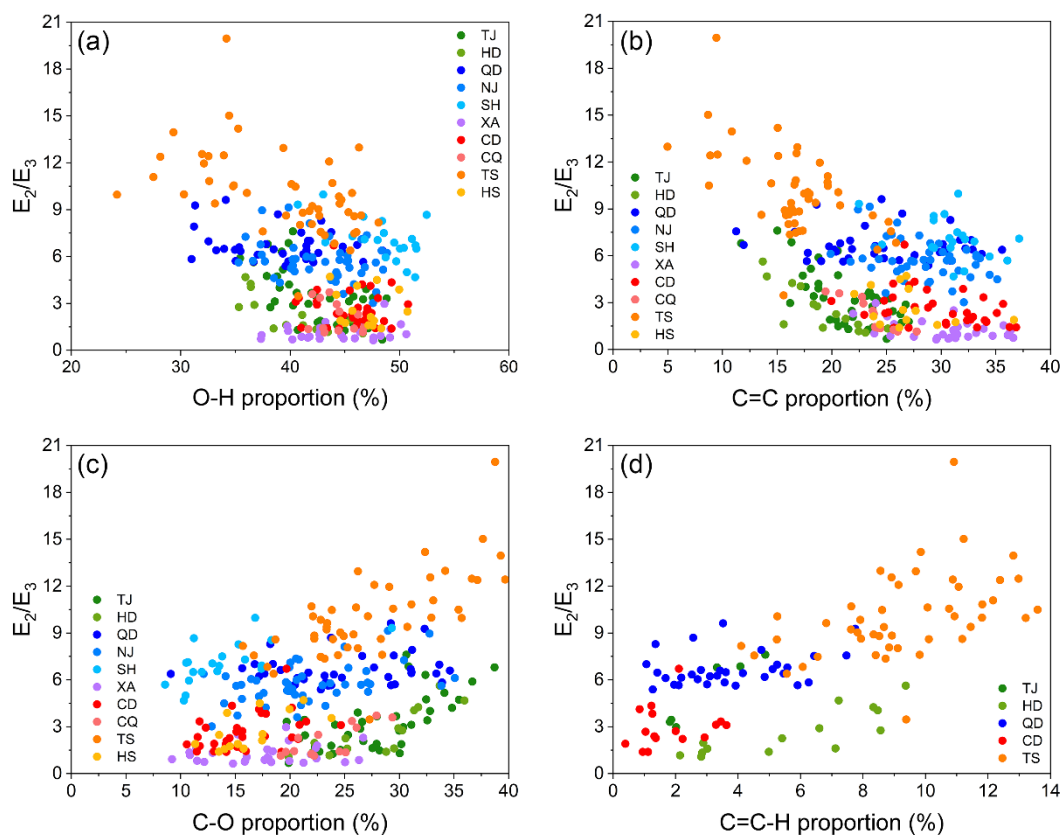 (a)
21
18
15
12
9
6
3
0
E₂/E₃
20
30
40
50
60
O-H proportion (%)
TJ
HD
QD
NJ
SH
XA
CD
CQ
TS
HS
(b)
21
18
15
12
9
6
3
0
E₂/E₃
0
5
10
15
20
25
30
35
40
C=C proportion (%)
TJ
HD
QD
NJ
SH
XA
CD
CQ
TS
HS
(c)
21
18
15
12
9
6
3
0
E₂/E₃
0
5
10
15
20
25
30
35
40
C-O proportion (%)
TJ
HD
QD
NJ
SH
XA
CD
CQ
TS
HS
(d)
21
18
15
12
9
6
3
0
E₂/E₃
0
2
4
6
8
10
12
14
C=C-H proportion (%)
TJ
HD
QD
CD
TS